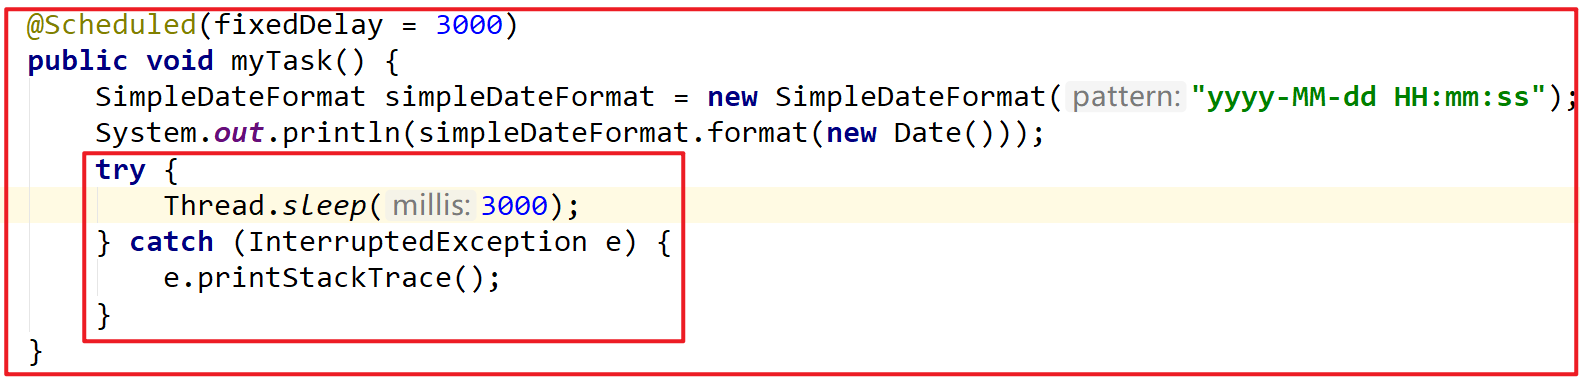 @Scheduled(fixedDelay = 3000)
public void myTask() {
    SimpleDateFormat simpleDateFormat = new SimpleDateFormat( pattern: "yyyy-MM-dd HH:mm:ss");
    System.out.println(simpleDateFormat.format(new Date()));
    try {
        Thread.sleep( millis: 3000);
    } catch (InterruptedException e) {
        e.printStackTrace();
    }
}